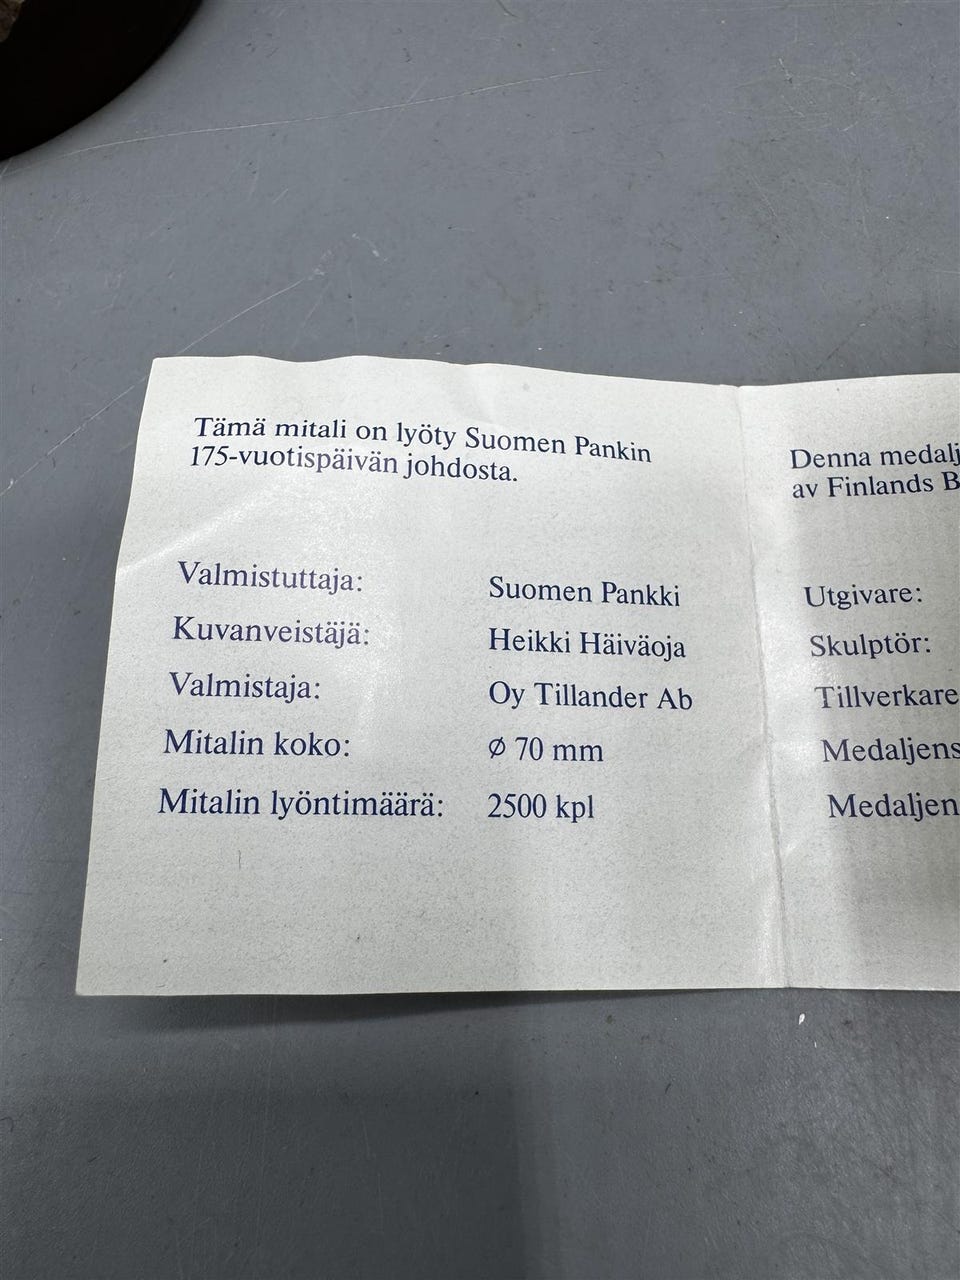 Tämä mitali on lyöty Suomen Pankin
175-vuotispäivän johdosta.
Valmistuttaja: Suomen Pankki
Kuvanveistäjä: Heikki Häiväoja
Valmistaja: Oy Tillander Ab
Mitalin koko: Ø 70 mm
Mitalin lyöntimäärä: 2500 kpl
Denna medalj
av Finlands B
Utgivare:
Skulptör:
Tillverkare
Medaljens
Medaljen